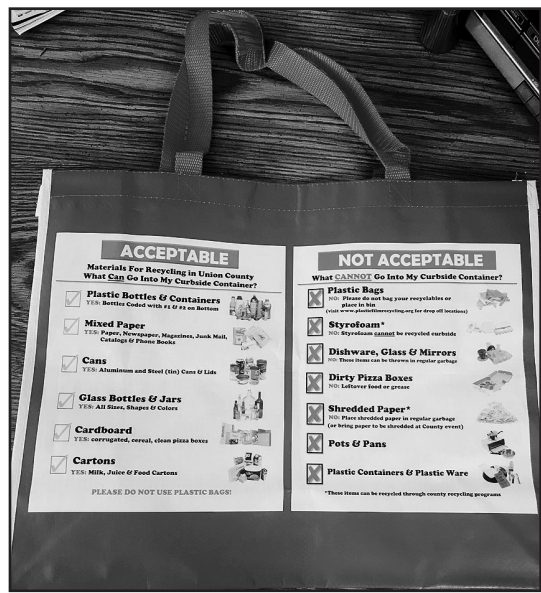 ACCEPTABLE
Materials For Recycling in Union County
What Can Go Into My Curbside Container?
Plastic Bottles & Containers
YES: Bottles Coded with #1 & #2 on Bottom
Mixed Paper
YES: Paper, Newspaper, Magazines, Junk Mail,
Catalogs & Phone Books
Cans
YES: Aluminum and Steel (tin) Cans & Lids
Glass Bottles & Jars
YES: All Sizes, Shapes & Colors
Cardboard
YES: corrugated, cereal, clean pizza boxes
Cartons
YES: Milk, Juice & Food Cartons
PLEASE DO NOT USE PLASTIC BAGS!
NOT ACCEPTABLE
What CANNOT Go Into My Curbside Container?
Plastic Bags
NO: Please do not bag your recyclables or
place in bin
(visit www.plasticfilmrecycling.org for drop off locations)
Styrofoam*
NO: Styrofoam cannot be recycled curbside
Dishware, Glass & Mirrors
NO: These items can be thrown in regular garbage
Dirty Pizza Boxes
NO: Leftover food or grease
Shredded Paper*
NO: Place shredded paper in regular garbage
(or bring paper to be shredded at County event)
Pots & Pans
Plastic Containers & Plastic Ware
*These items can be recycled through county recycling programs